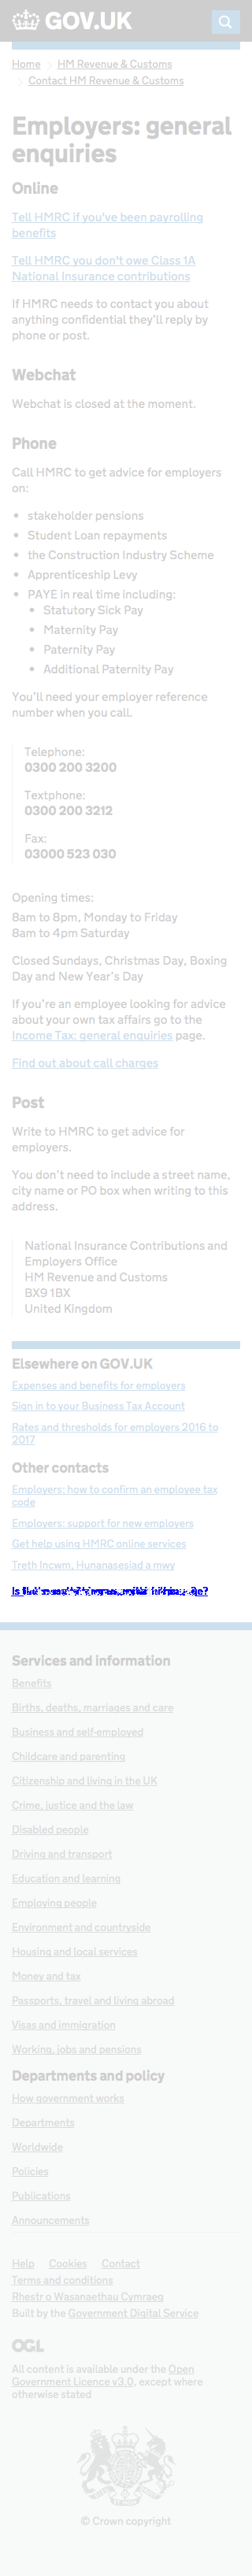 GOV.UK
Home
HM Revenue & Customs
Contact HM Revenue & Customs
Employers: general
enquiries
Online
Tell HMRC if you've been payrolling
benefits
Tell HMRC you don't owe Class 1A
National Insurance contributions
If HMRC needs to contact you about
anything confidential they'll reply by
phone or post.
Webchat
Webchat is closed at the moment.
Phone
Call HMRC to get advice for employers
on:
• stakeholder pensions
• Student Loan repayments
• the Construction Industry Scheme
• Apprenticeship Levy
• PAYE in real time including:
• Statutory Sick Pay
• Maternity Pay
• Paternity Pay
• Additional Paternity Pay
You'll need your employer reference
number when you call.
Telephone:
0300 200 3200
Textphone:
0300 200 3212
Fax:
03000 523 030
Opening times:
8am to 8pm, Monday to Friday
8am to 4pm Saturday
Closed Sundays, Christmas Day, Boxing
Day and New Year's Day
If you're an employee looking for advice
about your own tax affairs go to the
Income Tax: general enquiries page.
Find out about call charges
Post
Write to HMRC to get advice for
employers.
You don't need to include a street name,
city name or PO box when writing to this
address.
National Insurance Contributions and
Employers Office
HM Revenue and Customs
BX9 1BX
United Kingdom
Elsewhere on GOV.UK
Expenses and benefits for employers
Sign in to your Business Tax Account
Rates and thresholds for employers 2016 to
2017
Other contacts
Employers: how to confirm an employee tax
code
Employers: support for new employers
Get help using HMRC online services
Treth Incwm, Hunanasesiad a mwy
Is
Services and information
Benefits
Births, deaths, marriages and care
Business and self-employed
Childcare and parenting
Citizenship and living in the UK
Crime, justice and the law
Disabled people
Driving and transport
Education and learning
Employing people
Environment and countryside
Housing and local services
Money and tax
Passports, travel and living abroad
Visas and immigration
Working, jobs and pensions
Departments and policy
How government works
Departments
Worldwide
Policies
Publications
Announcements
Help Cookies Contact
Terms and conditions
Rhestr o Wasanaethau Cymraeg
Built by the Government Digital Service
OGL
All content is available under the Open
Government Licence v3.0, except where
otherwise stated
© Crown copyright